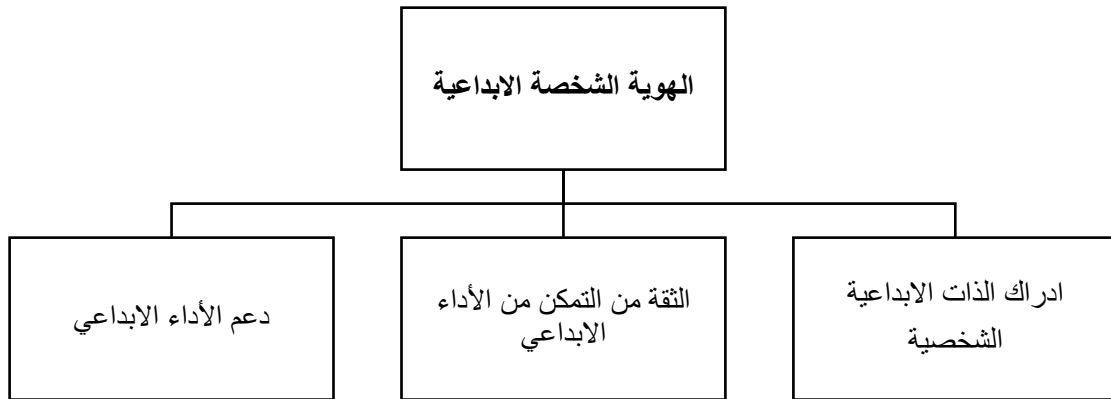 الهوية الشخصة الابداعية
ادراك الذات الابداعية
الشخصية
الثقة من التمكن من الأداء
الابداعي
دعم الأداء الابداعي